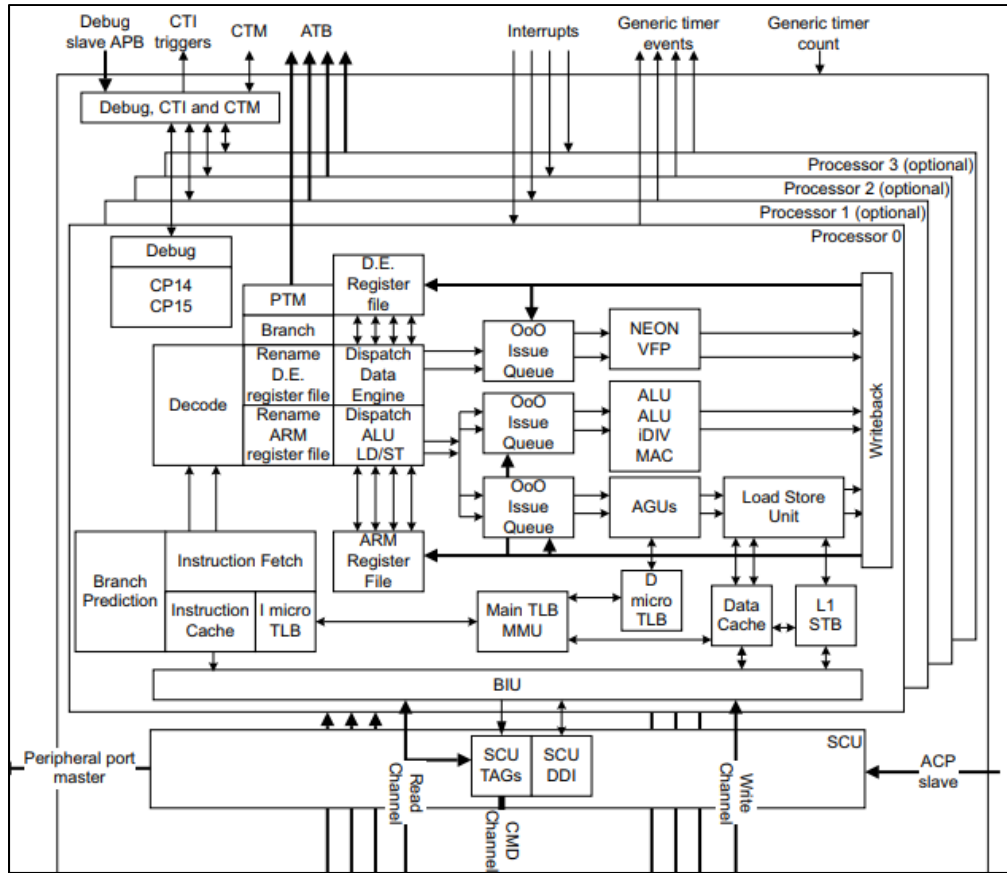 Debug
slave APB
CTI
triggers
CTM
ATB
Interrupts
Generic timer
events
Generic timer
count
Debug, CTI and CTM
Processor 3 (optional)
Processor 2 (optional)
Processor 1 (optional)
Processor 0
Debug
CP14
CP15
PTM
D.E.
Register
file
Branch
Decode
Rename
D.E.
register file
Dispatch
Data
Engine
Rename
ARM
register file
Dispatch
ALU
LD/ST
OoO
Issue
Queue
NEON
VFP
OoO
Issue
Queue
ALU
ALU
iDIV
MAC
OoO
Issue
Queue
AGUs
Load Store
Unit
Writeback
Branch
Prediction
Instruction Fetch
Instruction
Cache
I micro
TLB
ARM
Register
File
Main TLB
MMU
D
micro
TLB
Data
Cache
L1
STB
BIU
SCU
Peripheral port
master
Read
Channel
SCU
TAGs
SCU
DDI
CMD
Channel
Write
Channel
ACP
slave